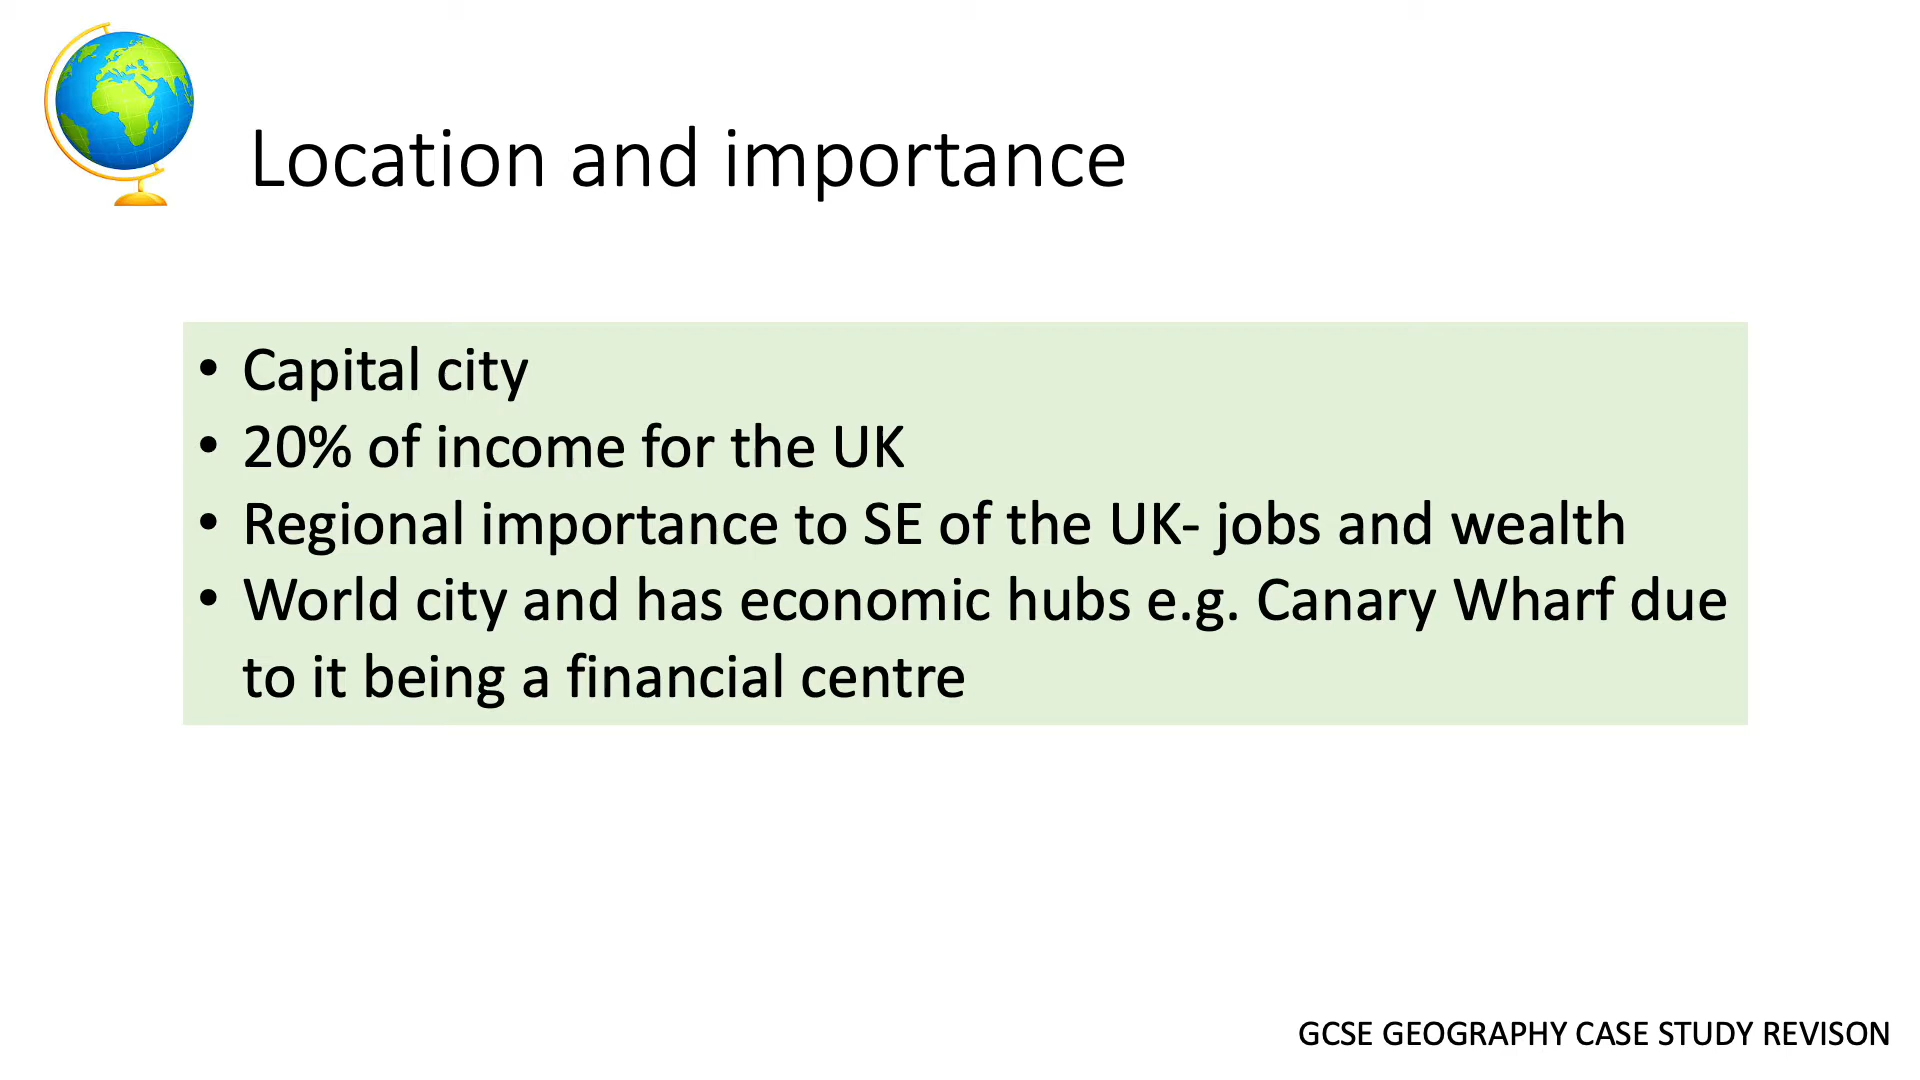 Location and importance
• Capital city
• 20% of income for the UK
• Regional importance to SE of the UK- jobs and wealth
• World city and has economic hubs e.g. Canary Wharf due
to it being a financial centre
GCSE GEOGRAPHY CASE STUDY REVISON